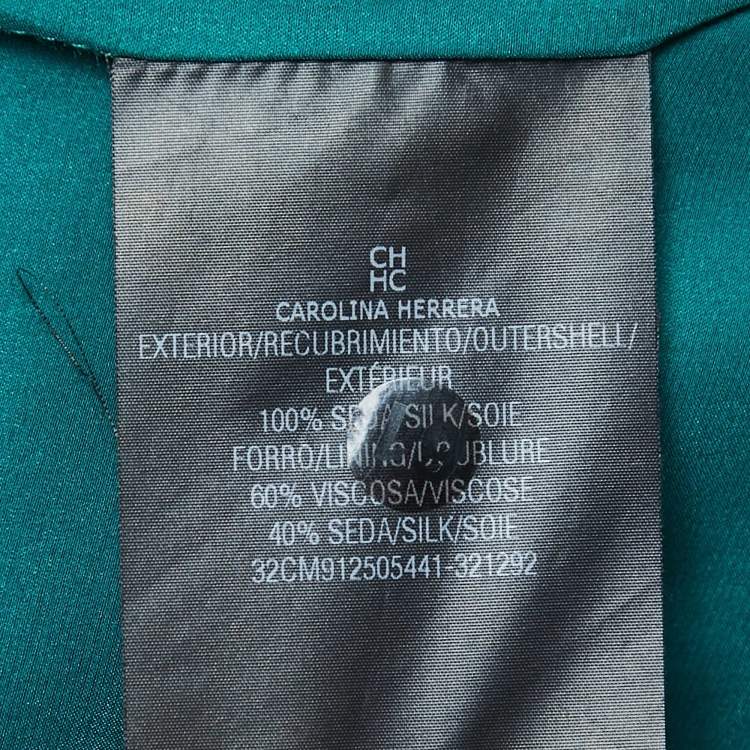 CH
HC
CAROLINA HERRERA
EXTERIOR/RECUBRIMIENTO/OUTERSHELL/
EXTÉRIEUR
100% SEDA/SILK/SOIE
FORRO/LINING/DOUBLURE
60% VISCOSA/VISCOSE
40% SEDA/SILK/SOIE
32CM912505441-321292